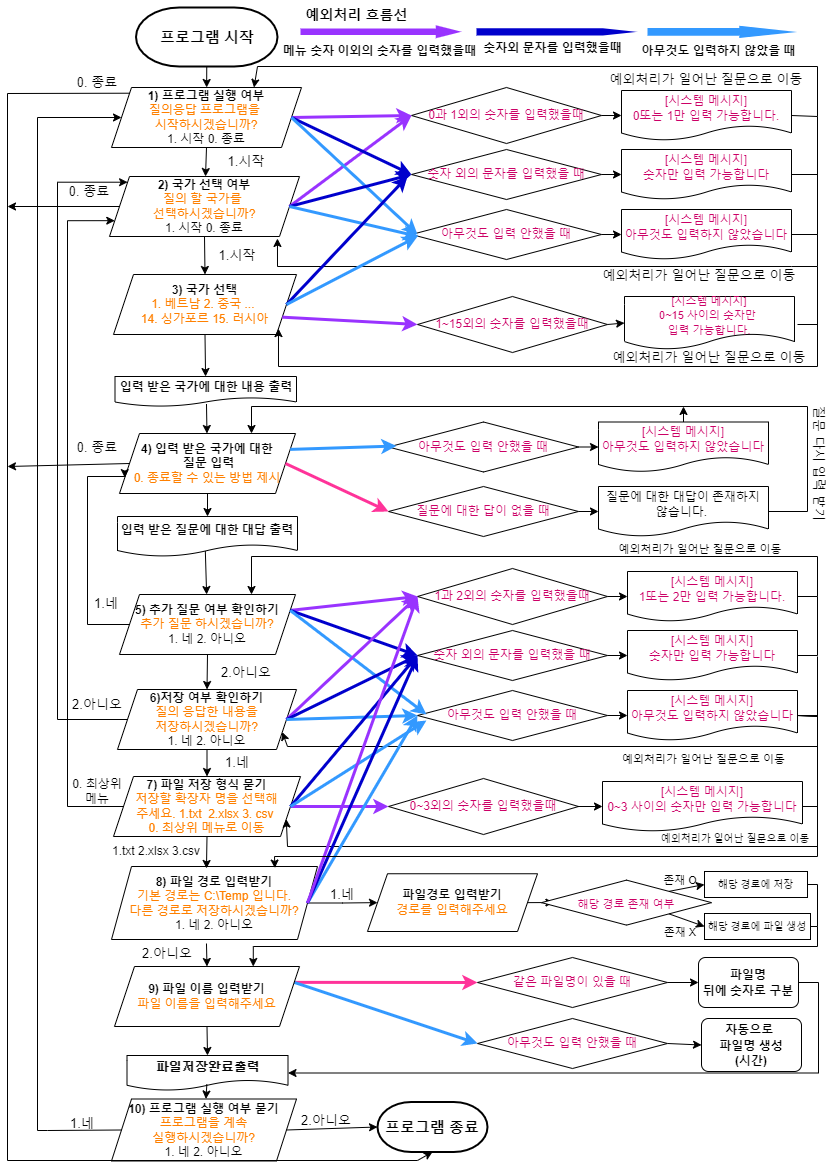 예외처리 흐름선
프로그램 시작
메뉴 숫자 이외의 숫자를 입력했을때
숫자외 문자를 입력했을때
아무것도 입력하지 않았을 때
0. 종료
예외처리가 일어난 질문으로 이동
1) 프로그램 실행 여부
질의응답 프로그램을
시작하시겠습니까?
1. 시작 0. 종료
0과 1외의 숫자를 입력했을때
[시스템 메시지]
0또는 1만 입력 가능합니다.
1.시작
0. 종료
2) 국가 선택 여부
질의 할 국가를
선택하시겠습니까?
1. 시작 0. 종료
숫자 외의 문자를 입력했을 때
[시스템 메시지]
숫자만 입력 가능합니다
아무것도 입력 안했을 때
[시스템 메시지]
아무것도 입력하지 않았습니다
1.시작
예외처리가 일어난 질문으로 이동
3) 국가 선택
1. 베트남 2. 중국 ...
14. 싱가포르 15. 러시아
1~15외의 숫자를 입력했을때
[시스템 메시지]
0~15 사이의 숫자만
입력 가능합니다.
예외처리가 일어난 질문으로 이동
입력 받은 국가에 대한 내용 출력
0. 종료
4) 입력 받은 국가에 대한
질문 입력
0. 종료할 수 있는 방법 제시
아무것도 입력 안했을 때
[시스템 메시지]
아무것도 입력하지 않았습니다
질문 다시 입력 받기
질문에 대한 답이 없을 때
질문에 대한 대답이 존재하지
않습니다.
입력 받은 질문에 대한 대답 출력
예외처리가 일어난 질문으로 이동
1.네
5) 추가 질문 여부 확인하기
추가 질문 하시겠습니까?
1. 네 2. 아니오
1과 2외의 숫자를 입력했을때
[시스템 메시지]
1또는 2만 입력 가능합니다.
2.아니오
숫자 외의 문자를 입력했을 때
[시스템 메시지]
숫자만 입력 가능합니다
2.아니오
6)저장 여부 확인하기
질의 응답한 내용을
저장하시겠습니까?
1. 네 2. 아니오
아무것도 입력 안했을 때
[시스템 메시지]
아무것도 입력하지 않았습니다
1.네
예외처리가 일어난 질문으로 이동
0. 최상위
메뉴
7) 파일 저장 형식 묻기
저장할 확장자 명을 선택해
주세요. 1.txt 2.xlsx 3. csv
0. 최상위 메뉴로 이동
0~3외의 숫자를 입력했을때
[시스템 메시지]
0~3 사이의 숫자만 입력 가능합니다
예외처리가 일어난 질문으로 이동
1.txt 2.xlsx 3.csv
8) 파일 경로 입력받기
기본 경로는 C:\Temp 입니다.
다른 경로로 저장하시겠습니까?
1. 네 2. 아니오
1.네
파일경로 입력받기
경로를 입력해주세요
해당 경로 존재 여부
존재 O
해당 경로에 저장
존재 X
해당 경로에 파일 생성
2.아니오
9) 파일 이름 입력받기
파일 이름을 입력해주세요
같은 파일명이 있을 때
파일명
뒤에 숫자로 구분
아무것도 입력 안했을 때
자동으로
파일명 생성
(시간)
파일저장완료출력
1.네
10) 프로그램 실행 여부 묻기
프로그램을 계속
실행하시겠습니까?
1. 네 2. 아니오
2.아니오
프로그램 종료